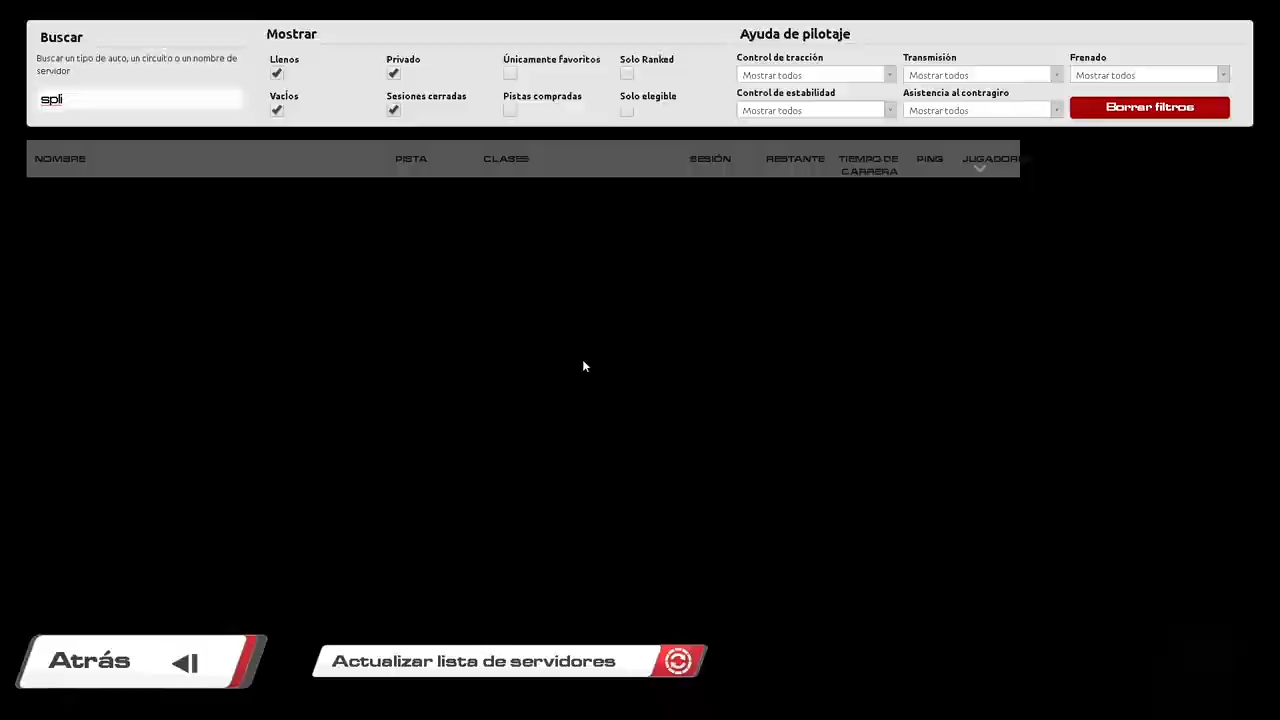 Buscar
Buscar un tipo de auto, un circuito o un nombre de
servidor
spli
Mostrar
Llenos
Privado
Únicamente favoritos
Solo Ranked
Vacíos
Sesiones cerradas
Pistas compradas
Solo elegible
Ayuda de pilotaje
Control de tracción
Transmisión
Frenado
Mostrar todos
Mostrar todos
Mostrar todos
Control de estabilidad
Asistencia al contragiro
Mostrar todos
Mostrar todos
Borrar filtros
NOMBRE
PISTA
CLASES
SESIÓN
RESTANTE
TIEMPO DE
CARRERA
PING
JUGADORES
Atrás
Actualizar lista de servidores